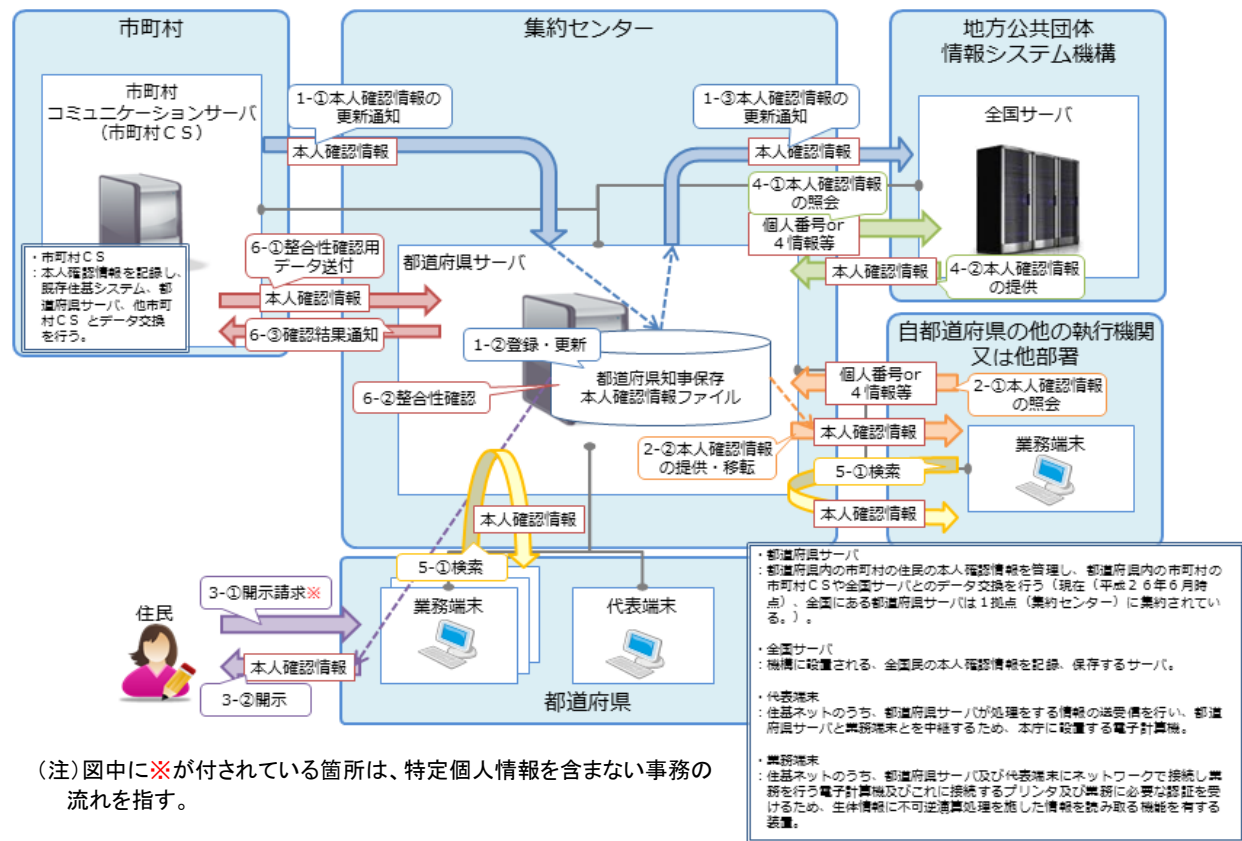 市町村
集約センター
地方公共団体
情報システム機構
市町村
コミュニケーションサーバ
（市町村ＣＳ）
1-①本人確認情報の
更新通知
本人確認情報
1-③本人確認情報の
更新通知
本人確認情報
全国サーバ
4-①本人確認情報
の照会
個人番号or
４情報等
本人確認情報
4-②本人確認情報
の提供
・市町村ＣＳ
：本人確認情報を記録し、
既存住基システム、都
道府県サーバ、他市町
村ＣＳ とデータ交換
を行う。
6-①整合性確認用
データ送付
本人確認情報
6-③確認結果通知
都道府県サーバ
1-②登録・更新
6-②整合性確認
都道府県知事保存
本人確認情報ファイル
自都道府県の他の執行機関
又は他部署
個人番号or
４情報等
2-①本人確認情報
の照会
本人確認情報
2-②本人確認情報
の提供・移転
業務端末
5-①検索
本人確認情報
本人確認情報
5-①検索
業務端末
代表端末
都道府県
住民
3-①開示請求※
本人確認情報
3-②開示
・都道府県サーバ
：都道府県内の市町村の住民の本人確認情報を管理し、都道府県内の市町村の
市町村ＣＳや全国サーバとのデータ交換を行う（現在（平成２６年６月時
点）、全国にある都道府県サーバは１拠点（集約センター）に集約されてい
る。）。
・全国サーバ
：機構に設置される、全国民の本人確認情報を記録、保存するサーバ。
・代表端末
：住基ネットのうち、都道府県サーバが処理をする情報の送受信を行い、都道
府県サーバと業務端末とを中継するため、本庁に設置する電子計算機。
・業務端末
：住基ネットのうち、都道府県サーバ及び代表端末にネットワークで接続し業
務を行う電子計算機及びこれに接続するプリンタ及び業務に必要な認証を受
けるため、生体情報に不可逆演算処理を施した情報を読み取る機能を有する
装置。
（注）図中に※が付されている箇所は、特定個人情報を含まない事務の
流れを指す。